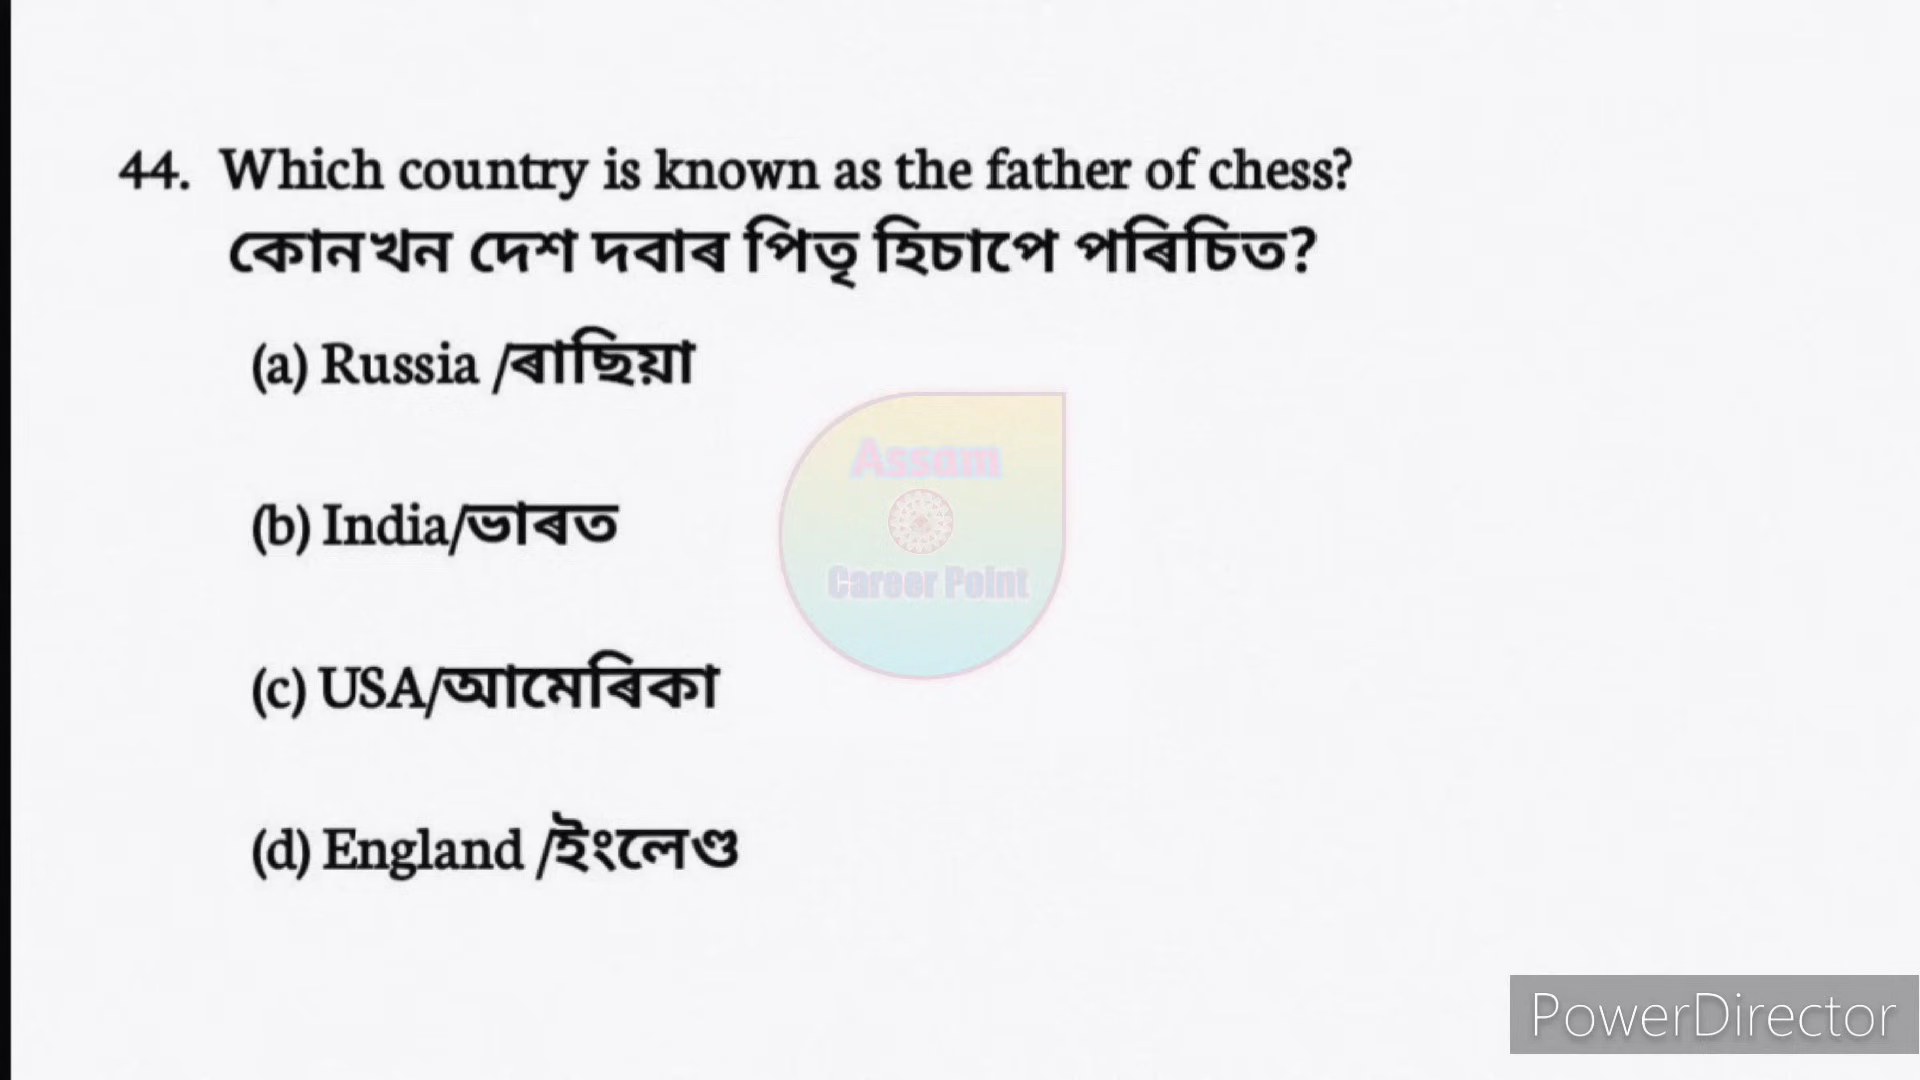 44. Which country is known as the father of chess?
কোনখন দেশ দবাৰ পিতৃ হিচাপে পৰিচিত?
(a) Russia /ৰাছিয়া
Assam
(b) India/ভাৰত
Career Point
(c) USA/আমেৰিকা
(d) England /ইংলেণ্ড
PowerDirector